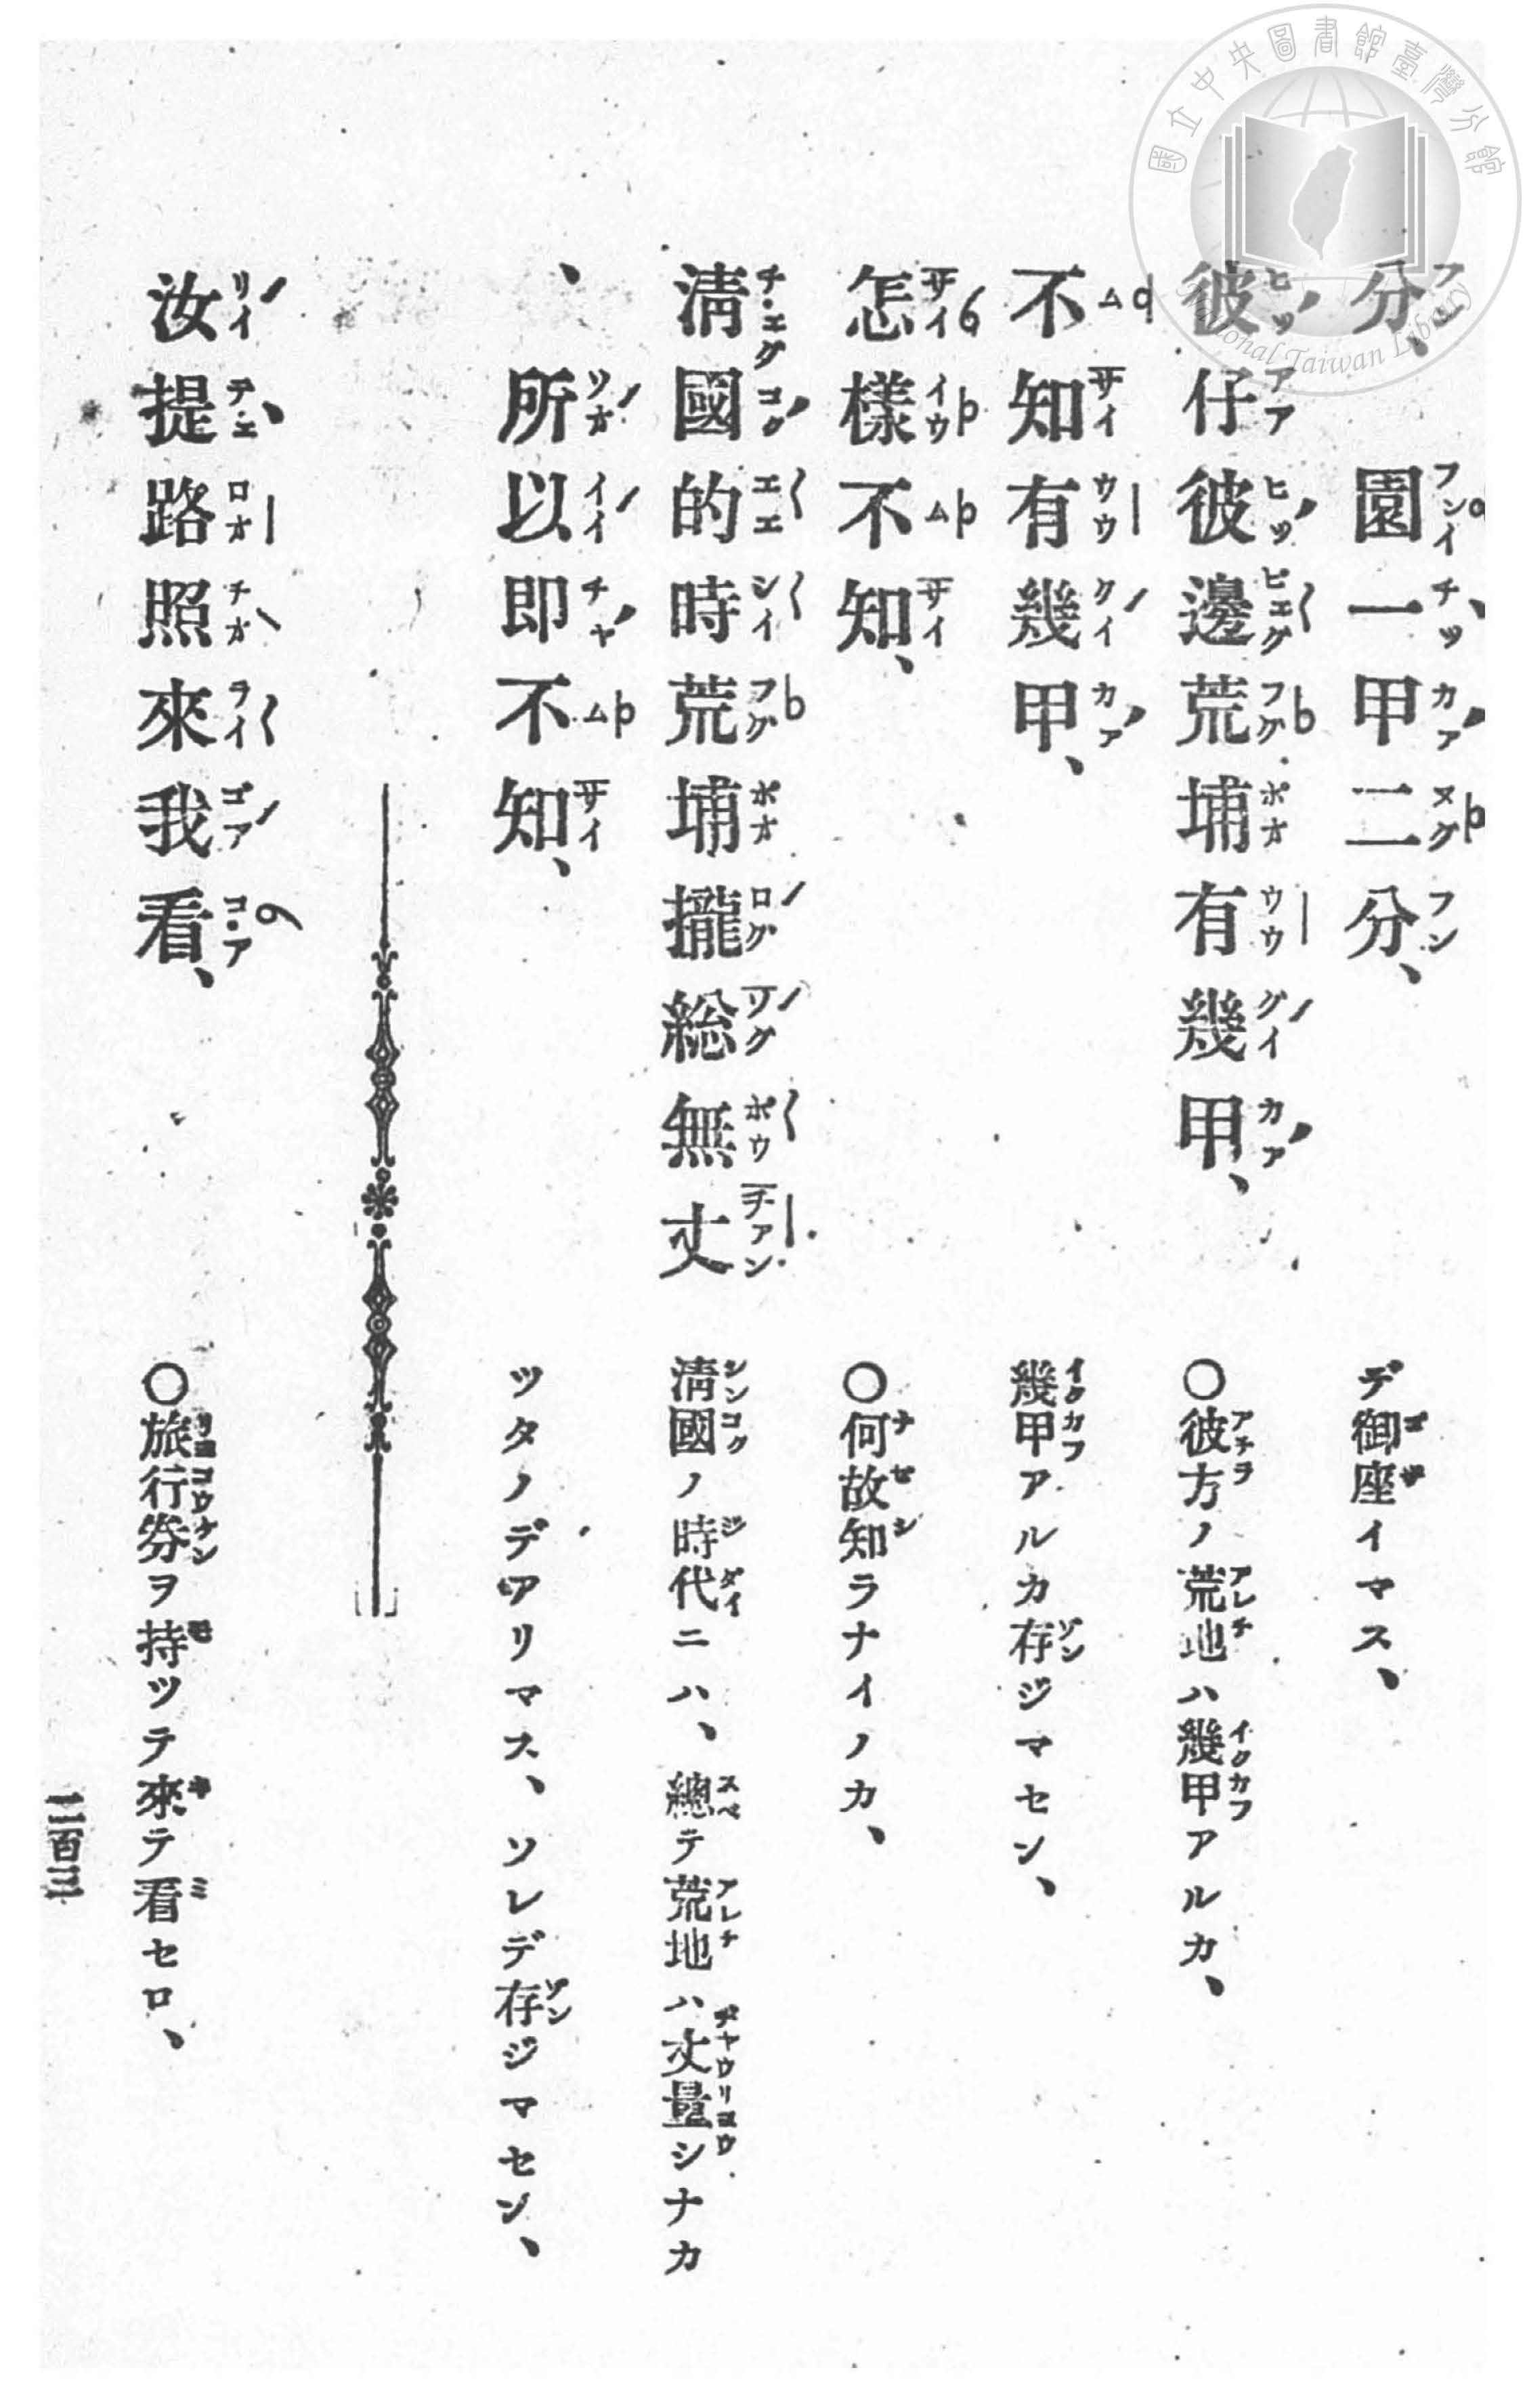 分、園一甲二分、
デ御座イマス、
彼仔彼邊荒埔有幾甲、
〇彼方ノ荒地ハ幾甲アルカ、
不知有幾甲、
幾甲アルカ存ジマセン、
怎樣不知、
〇何故知ラナイノカ、
淸國的時荒埔攏総無丈
淸國ノ時代ニハ、總テ荒地ハ丈量シナカ
、所以即不知、
ツタノデアリマス、ソレデ存ジマセン、
汝提路照來我看、
〇旅行券ヲ持ツテ來テ看セロ、
二百三
國立中央圖書館臺灣分館
National Taiwan Library